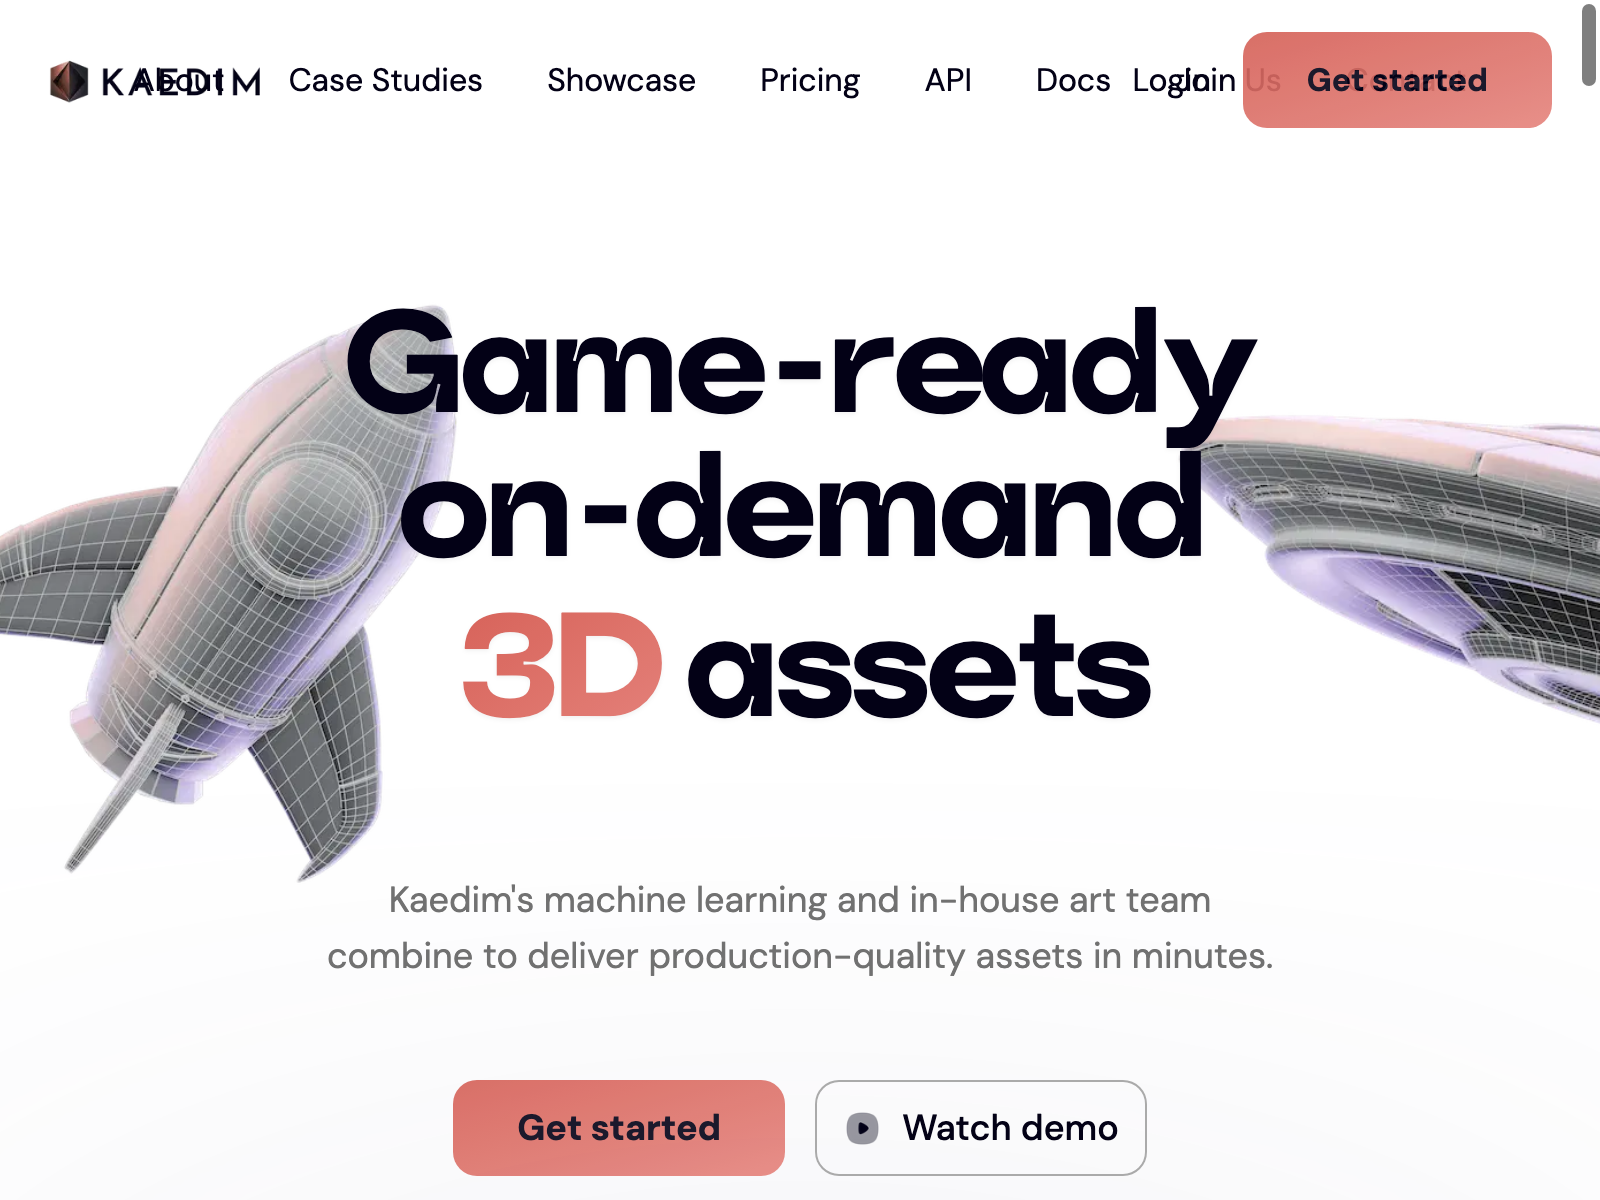 KAEDIM
About
Case Studies
Showcase
Pricing
API
Docs
Login
Join Us
Get started
Game-ready
on-demand
3D assets
Kaedim's machine learning and in-house art team
combine to deliver production-quality assets in minutes.
Get started
Watch demo